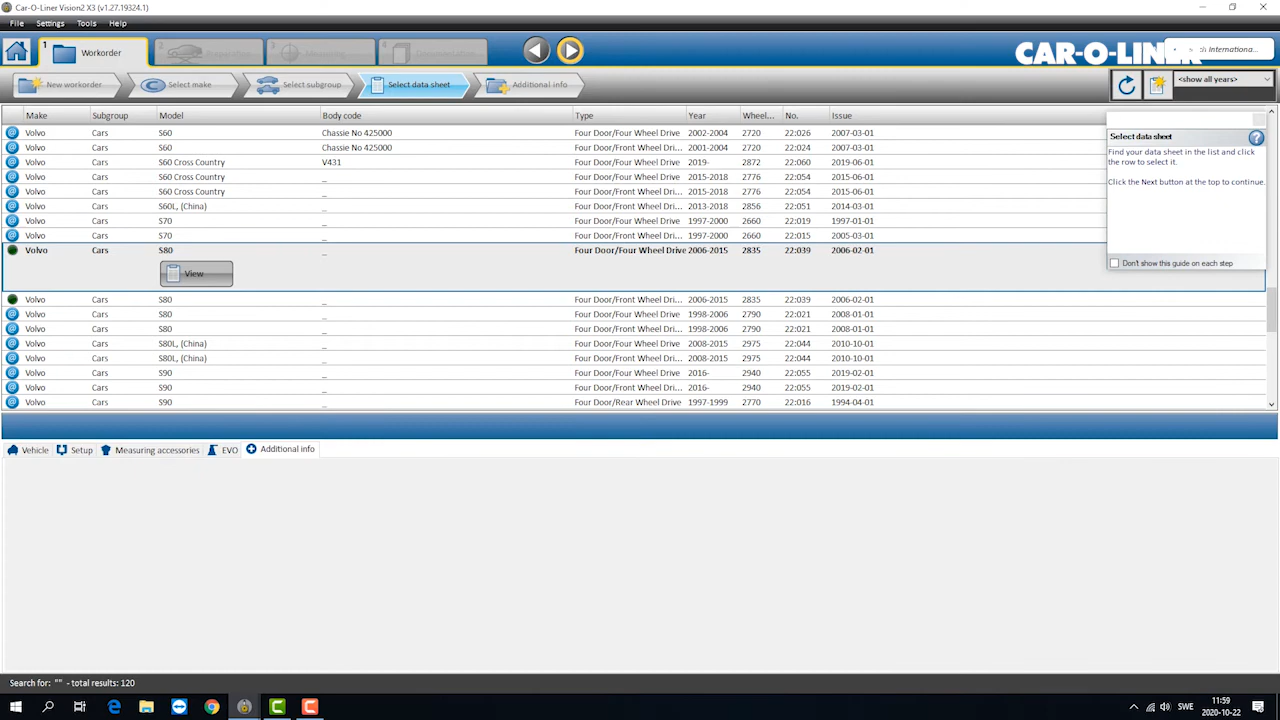 Car-O-Liner Vision2 X3 (v1.27.19324.1)
File Settings Tools Help
1 Workorder 2 3 4
CAR-O-LINER
Internationa...
New workorder Select make Select subgroup Select data sheet Additional info <show all years>
Make Subgroup Model Body code Type Year Wheel... No. Issue
Volvo Cars S60 Chassie No 425000 Four Door/Four Wheel Drive 2002-2004 2720 22:026 2007-03-01
Volvo Cars S60 Chassie No 425000 Four Door/Front Wheel Dri... 2001-2004 2720 22:024 2007-03-01
Volvo Cars S60 Cross Country V431 Four Door/Four Wheel Drive 2019- 2872 22:060 2019-06-01
Volvo Cars S60 Cross Country _ Four Door/Four Wheel Drive 2015-2018 2776 22:054 2015-06-01
Volvo Cars S60 Cross Country _ Four Door/Front Wheel Dri... 2015-2018 2776 22:054 2015-06-01
Volvo Cars S60L, (China) _ Four Door/Front Wheel Dri... 2013-2018 2856 22:051 2014-03-01
Volvo Cars S70 _ Four Door/Four Wheel Drive 1997-2000 2660 22:019 1997-01-01
Volvo Cars S70 _ Four Door/Front Wheel Dri... 1997-2000 2660 22:015 2005-03-01
Volvo Cars S80 _ Four Door/Four Wheel Drive 2006-2015 2835 22:039 2006-02-01
View
Volvo Cars S80 _ Four Door/Front Wheel Dri... 2006-2015 2835 22:039 2006-02-01
Volvo Cars S80 _ Four Door/Front Wheel Dri... 1998-2006 2790 22:021 2008-01-01
Volvo Cars S80 _ Four Door/Four Wheel Drive 1998-2006 2790 22:021 2008-01-01
Volvo Cars S80L, (China) _ Four Door/Four Wheel Drive 2008-2015 2975 22:044 2010-10-01
Volvo Cars S80L, (China) _ Four Door/Front Wheel Dri... 2008-2015 2975 22:044 2010-10-01
Volvo Cars S90 _ Four Door/Four Wheel Drive 2016- 2940 22:055 2019-02-01
Volvo Cars S90 _ Four Door/Front Wheel Dri... 2016- 2940 22:055 2019-02-01
Volvo Cars S90 _ Four Door/Rear Wheel Drive 1997-1999 2770 22:016 1994-04-01
Select data sheet ?
Find your data sheet in the list and click
the row to select it.
Click the Next button at the top to continue.
Don't show this guide on each step
Vehicle Setup Measuring accessories EVO Additional info
Search for: "" - total results: 120
SWE
11:59
2020-10-22